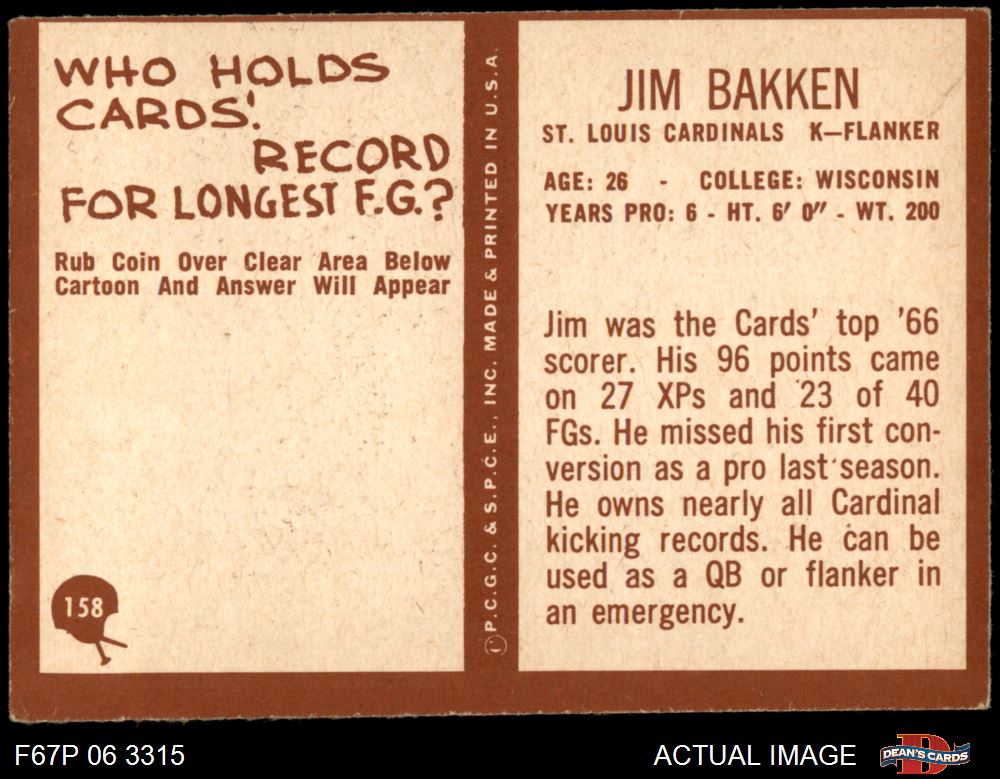 WHO HOLDS
CARDS'
RECORD
FOR LONGEST F.G.?
Rub Coin Over Clear Area Below
Cartoon And Answer Will Appear
158
©P.C.G.C. & S.P.C.E., INC. MADE & PRINTED IN U.S.A.
JIM BAKKEN
ST. LOUIS CARDINALS K—FLANKER
AGE: 26 - COLLEGE: WISCONSIN
YEARS PRO: 6 - HT. 6' 0" - WT. 200
Jim was the Cards' top '66
scorer. His 96 points came
on 27 XPs and 23 of 40
FGs. He missed his first con-
version as a pro last season.
He owns nearly all Cardinal
kicking records. He can be
used as a QB or flanker in
an emergency.
F67P 06 3315
ACTUAL IMAGE
DEAN'S CARDS